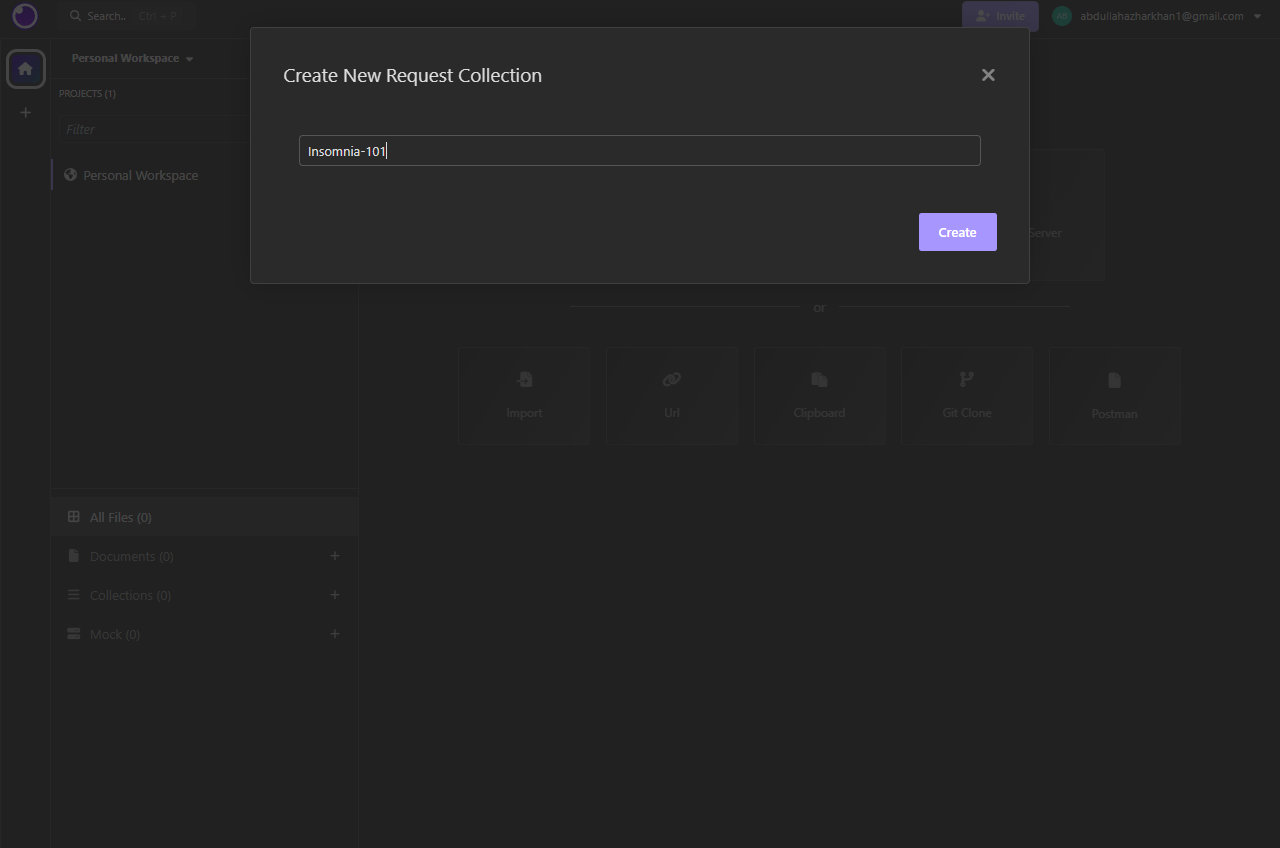 Search..
Ctrl + P
Invite
AB
abdullahazharkhan1@gmail.com
Personal Workspace
PROJECTS (1)
Filter
Personal Workspace
Create New Request Collection
Insomnia-101
Create
Server
or
Import
Url
Clipboard
Git Clone
Postman
All Files (0)
Documents (0)
Collections (0)
Mock (0)